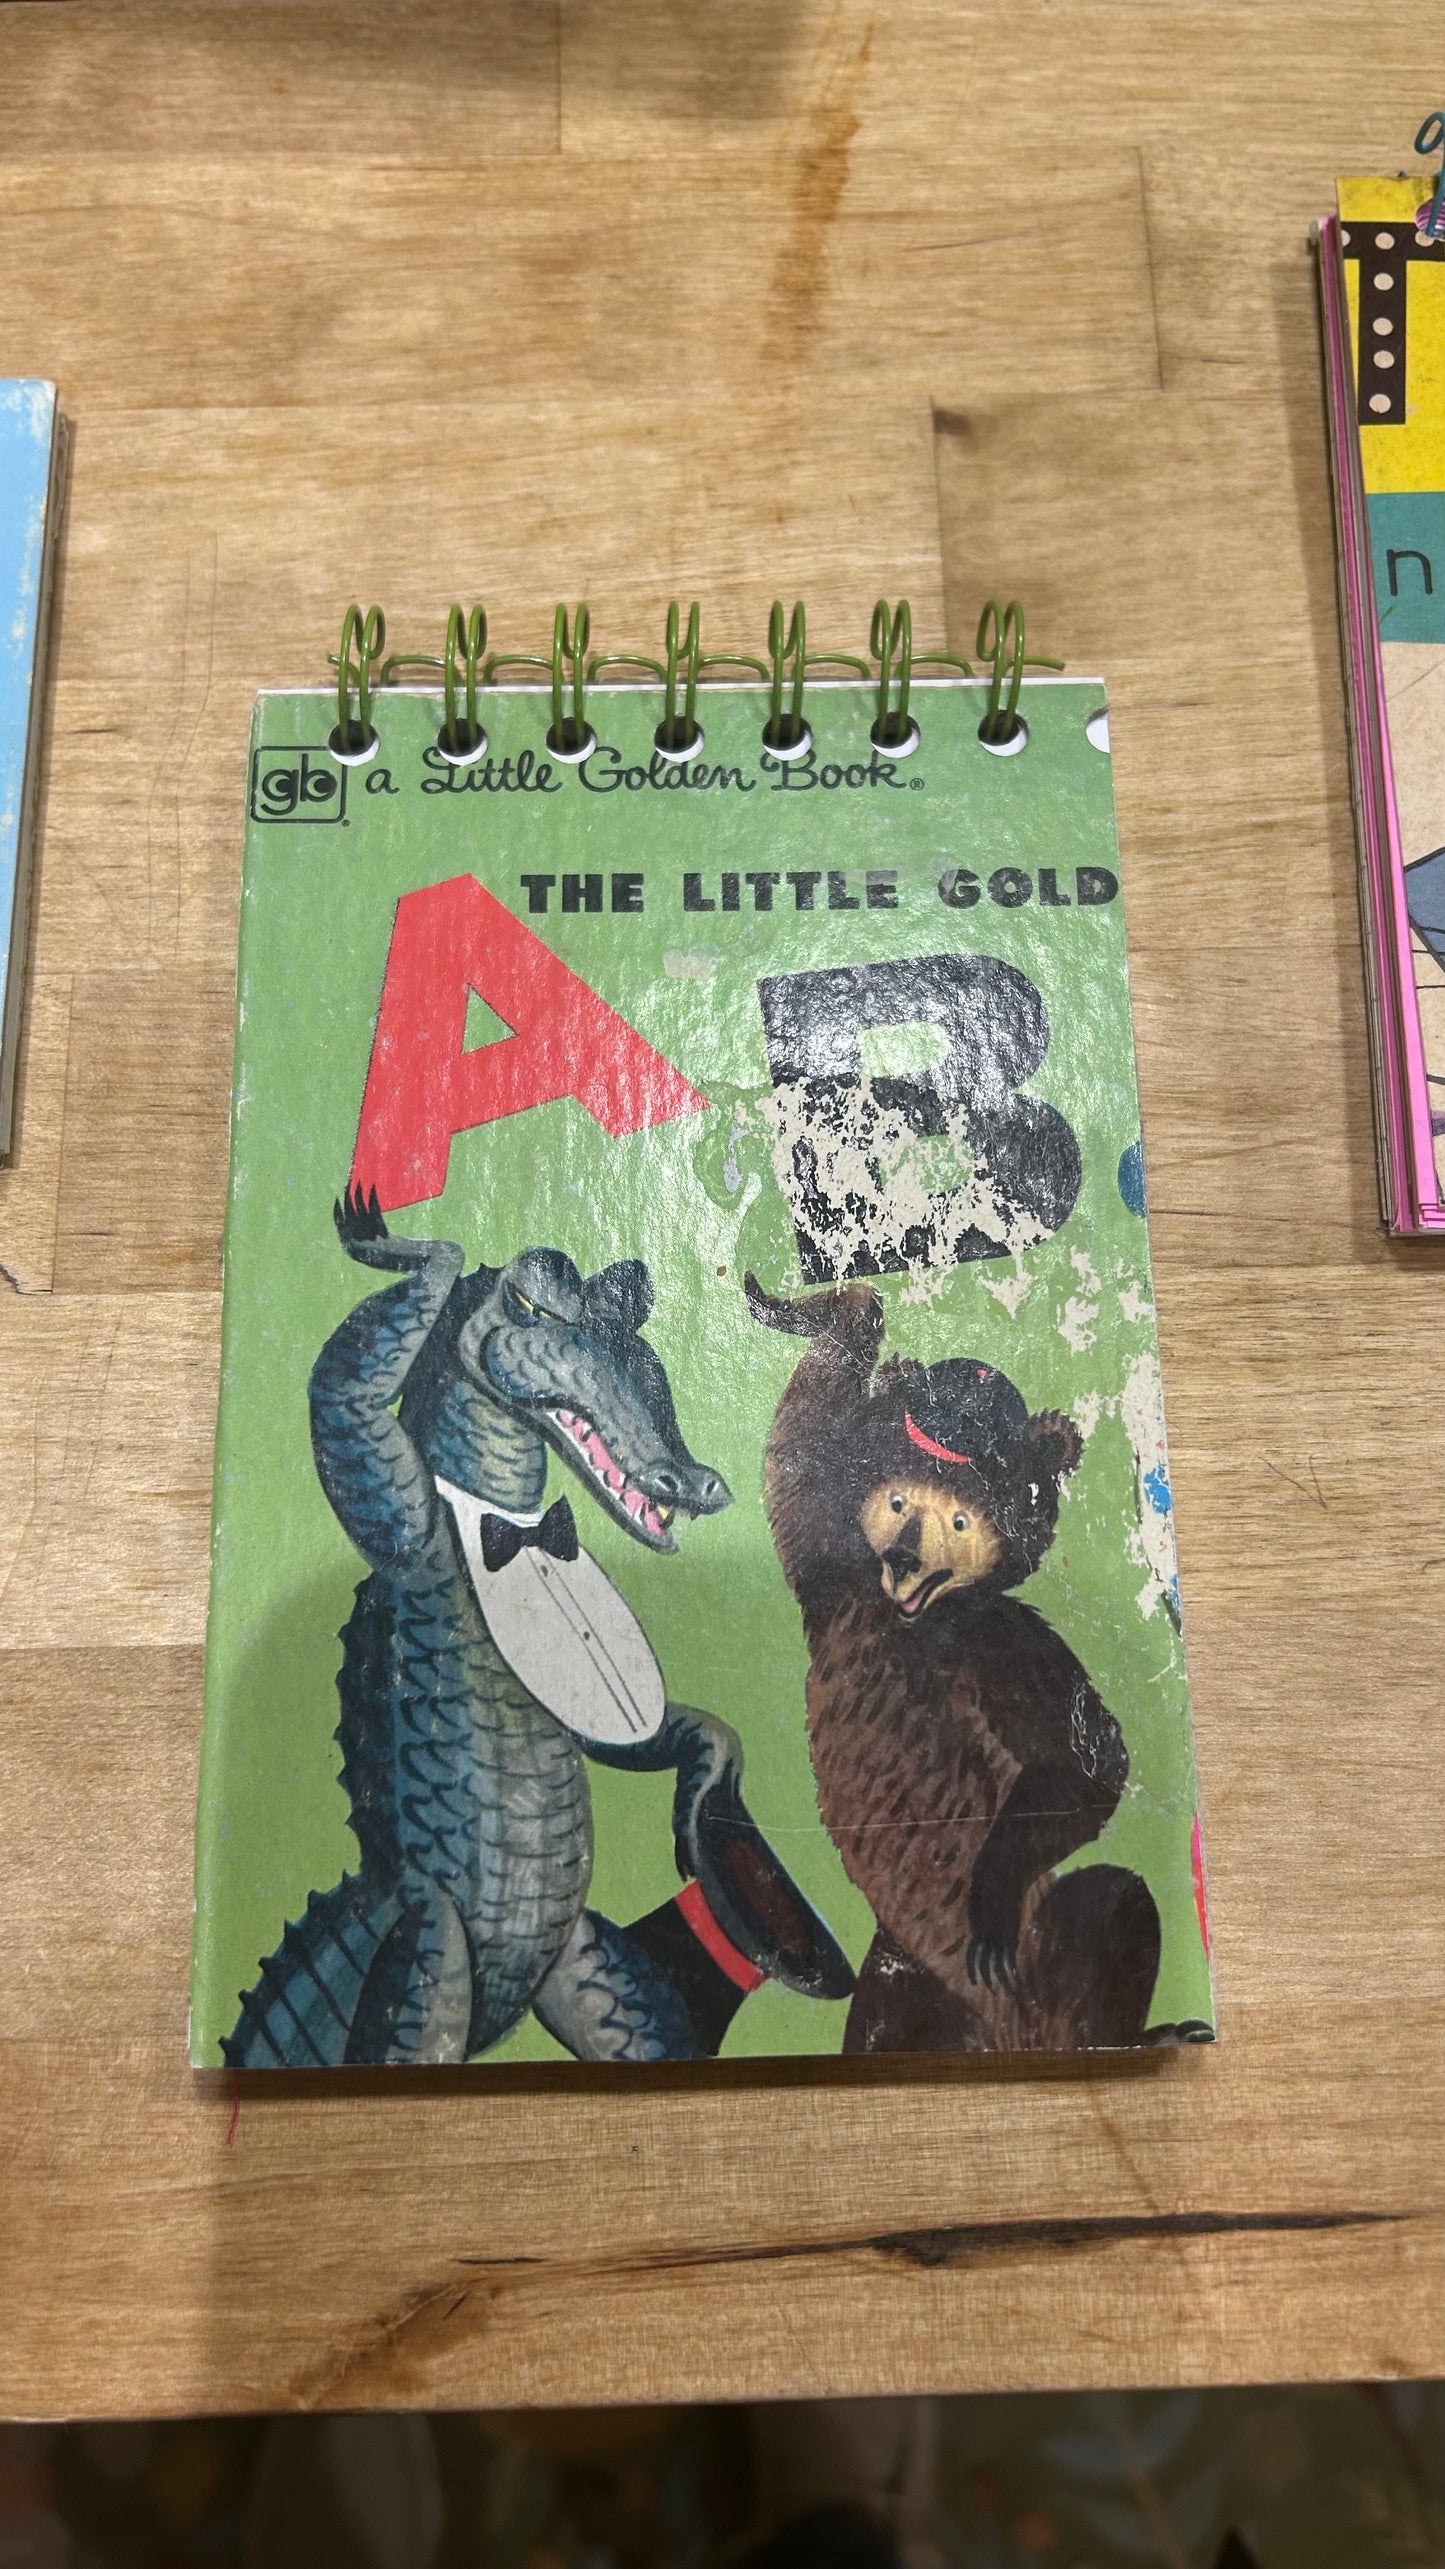 gb® a Little Golden Book®
THE LITTLE GOLD
A B
n